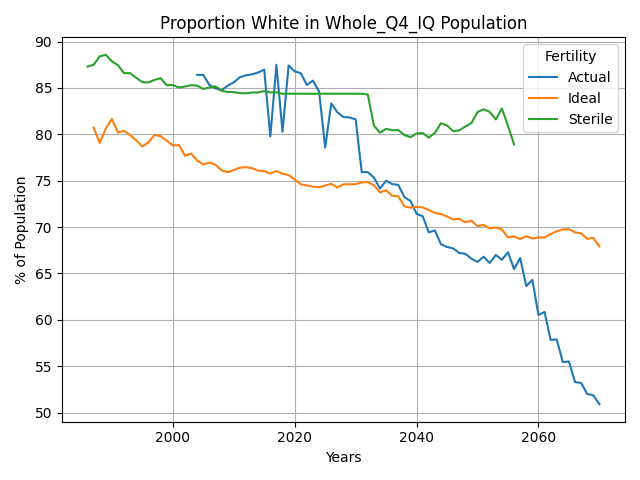 Proportion White in Whole_Q4_IQ Population
% of Population
90
85
80
75
70
65
60
55
50
Fertility
Actual
Ideal
Sterile
2000
2020
2040
2060
Years